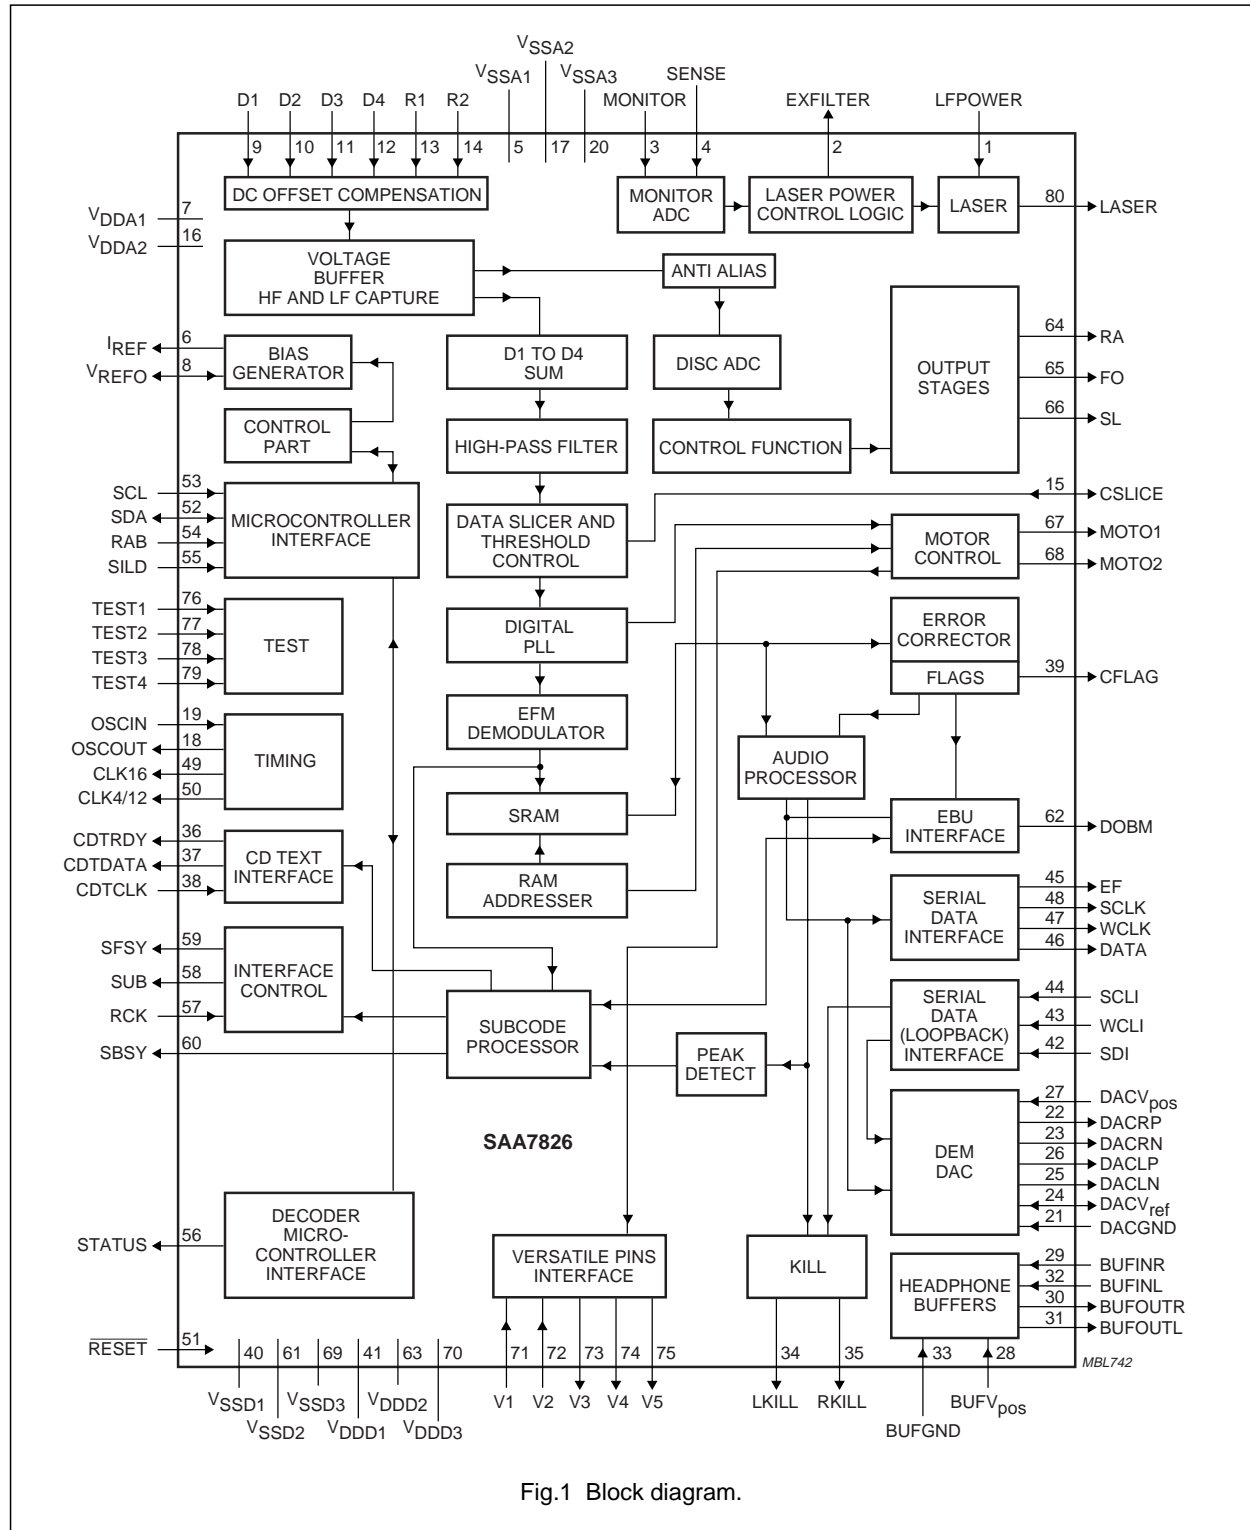 VSSA2
VSSA1 VSSA3 SENSE
D1 D2 D3 D4 R1 R2 MONITOR EXFILTER LFPOWER
9 10 11 12 13 14 5 17 20 3 4 2 1
DC OFFSET COMPENSATION
MONITOR
ADC
LASER POWER
CONTROL LOGIC
LASER
80 LASER
VDDA1 7
VDDA2 16
VOLTAGE
BUFFER
HF AND LF CAPTURE
ANTI ALIAS
IREF 6
VREFO 8
BIAS
GENERATOR
D1 TO D4
SUM
DISC ADC
OUTPUT
STAGES
64 RA
65 FO
66 SL
CONTROL
PART
HIGH-PASS FILTER
CONTROL FUNCTION
SCL 53
SDA 52
RAB 54
SILD 55
MICROCONTROLLER
INTERFACE
DATA SLICER AND
THRESHOLD
CONTROL
15 CSLICE
MOTOR
CONTROL
67 MOTO1
68 MOTO2
TEST1 76
TEST2 77
TEST3 78
TEST4 79
TEST
DIGITAL
PLL
ERROR
CORRECTOR
FLAGS
39 CFLAG
OSCIN 19
OSCOUT 18
CLK16 49
CLK4/12 50
TIMING
EFM
DEMODULATOR
AUDIO
PROCESSOR
SRAM
EBU
INTERFACE
62 DOBM
CDTRDY 36
CDTDATA 37
CDTCLK 38
CD TEXT
INTERFACE
RAM
ADDRESSER
SERIAL
DATA
INTERFACE
45 EF
48 SCLK
47 WCLK
46 DATA
SFSY 59
SUB 58
RCK 57
SBSY 60
INTERFACE
CONTROL
SUBCODE
PROCESSOR
PEAK
DETECT
SERIAL
DATA
(LOOPBACK)
INTERFACE
44 SCLI
43 WCLI
42 SDI
SAA7826
DEM
DAC
27 DACVpos
22 DACRP
23 DACRN
26 DACLP
25 DACLN
24 DACVref
21 DACGND
STATUS 56
DECODER
MICRO-
CONTROLLER
INTERFACE
VERSATILE PINS
INTERFACE
KILL
HEADPHONE
BUFFERS
29 BUFINR
32 BUFINL
30 BUFOUTR
31 BUFOUTL
RESET 51
40 61 69 41 63 70 71 72 73 74 75 34 35 33 28
MBL742
VSSD1 VSSD3 VDDD2 V1 V2 V3 V4 V5 LKILL RKILL BUFVpos
VSSD2 VDDD1 VDDD3 BUFGND
Fig.1 Block diagram.